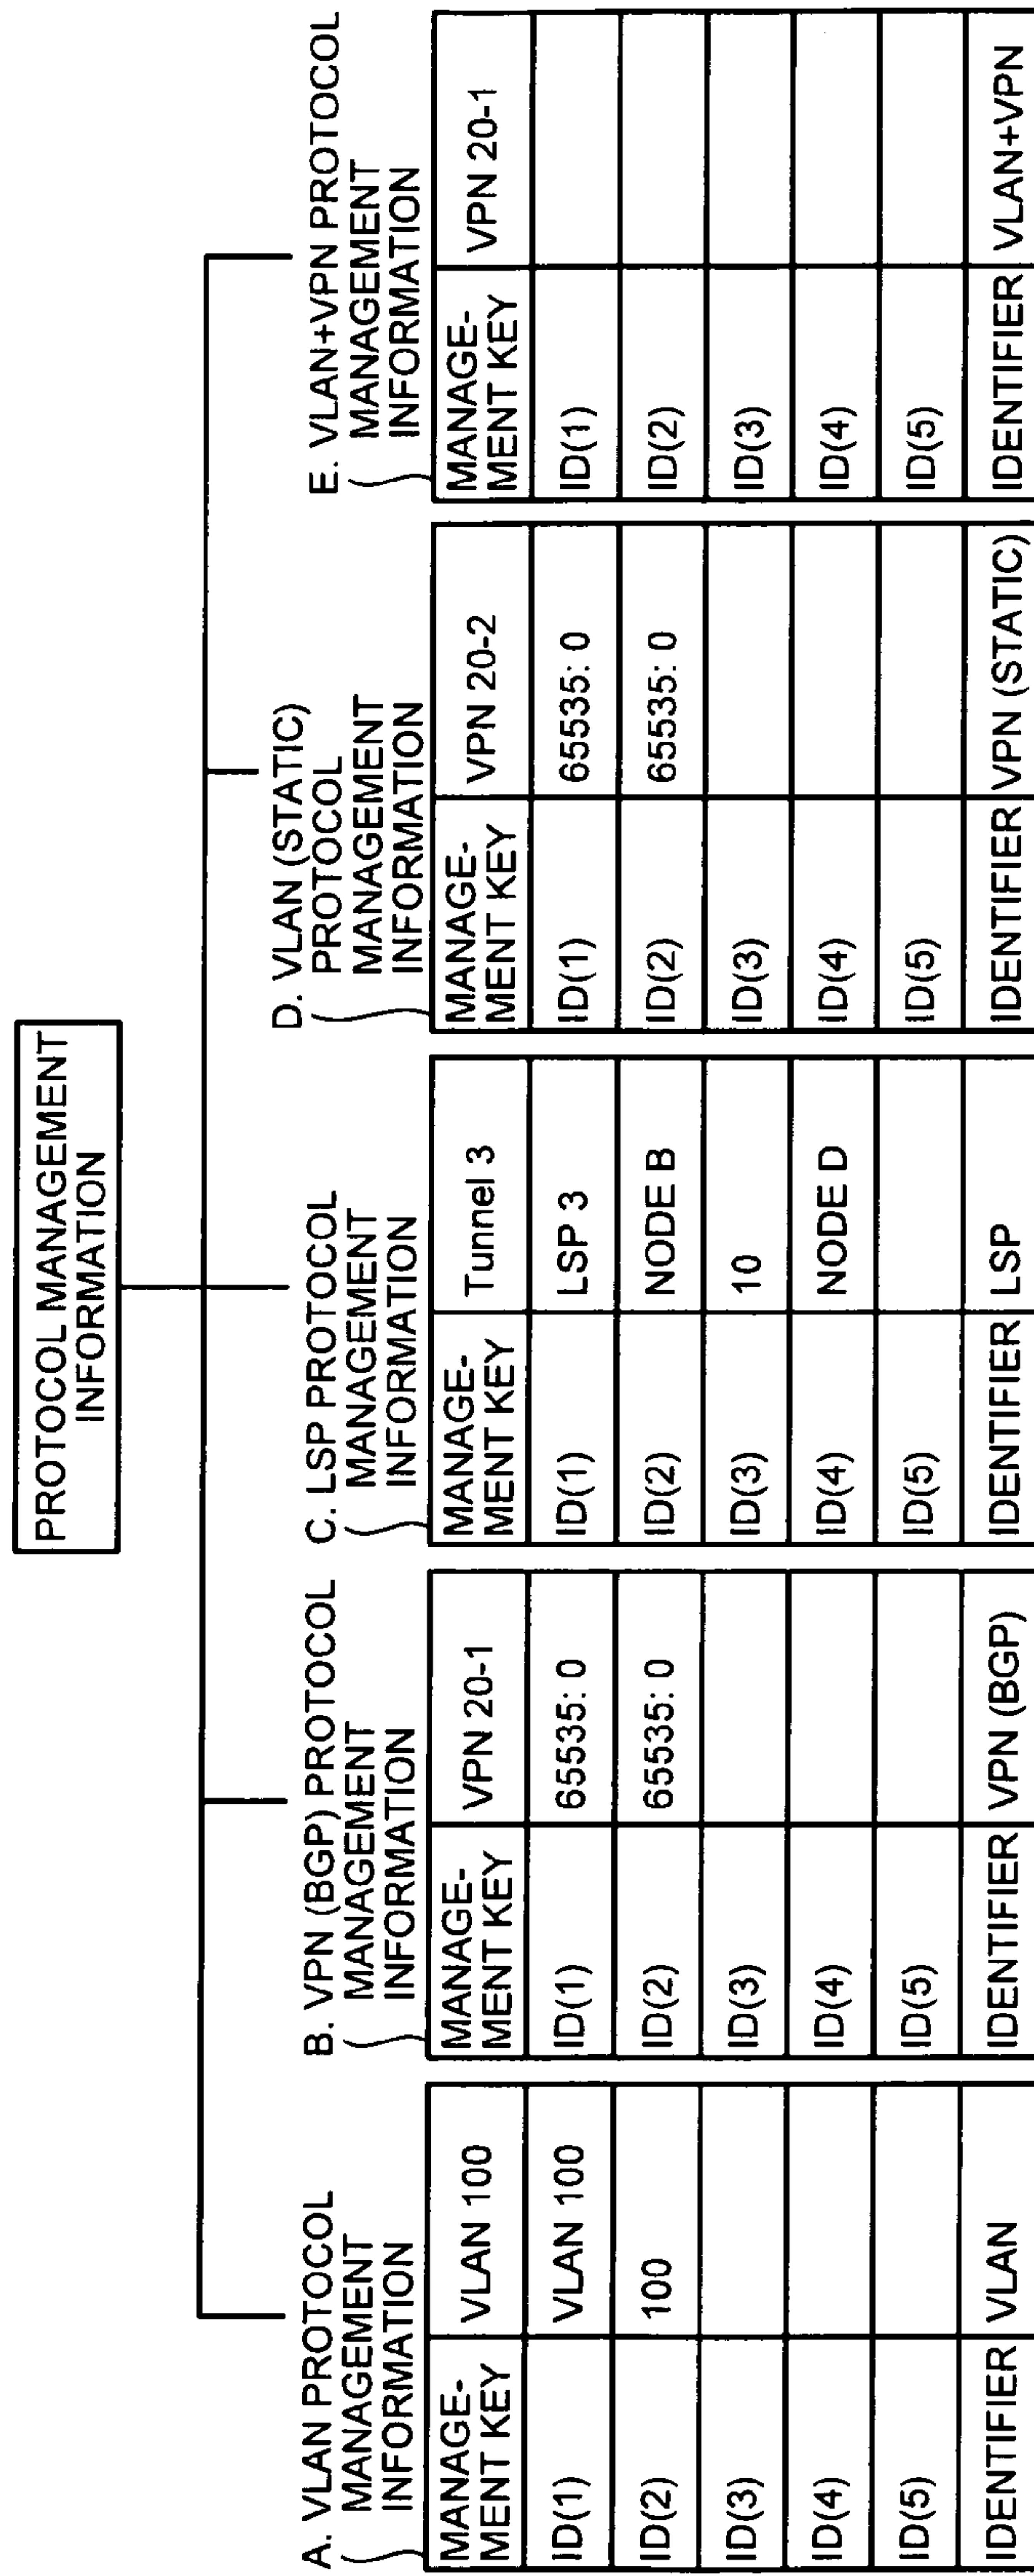 PROTOCOL MANAGEMENT
INFORMATION
A. VLAN PROTOCOL
MANAGEMENT
INFORMATION
MANAGE-
MENT KEY
VLAN 100
ID(1)
VLAN 100
ID(2)
100
ID(3)
ID(4)
ID(5)
IDENTIFIER
VLAN
B. VPN (BGP) PROTOCOL
MANAGEMENT
INFORMATION
MANAGE-
MENT KEY
VPN 20-1
ID(1)
65535: 0
ID(2)
65535: 0
ID(3)
ID(4)
ID(5)
IDENTIFIER
VPN (BGP)
C. LSP PROTOCOL
MANAGEMENT
INFORMATION
MANAGE-
MENT KEY
Tunnel 3
ID(1)
LSP 3
ID(2)
NODE B
ID(3)
10
ID(4)
NODE D
ID(5)
IDENTIFIER
LSP
D. VLAN (STATIC)
PROTOCOL
MANAGEMENT
INFORMATION
MANAGE-
MENT KEY
VPN 20-2
ID(1)
65535: 0
ID(2)
65535: 0
ID(3)
ID(4)
ID(5)
IDENTIFIER
VPN (STATIC)
E. VLAN+VPN PROTOCOL
MANAGEMENT
INFORMATION
MANAGE-
MENT KEY
VPN 20-1
ID(1)
ID(2)
ID(3)
ID(4)
ID(5)
IDENTIFIER
VLAN+VPN